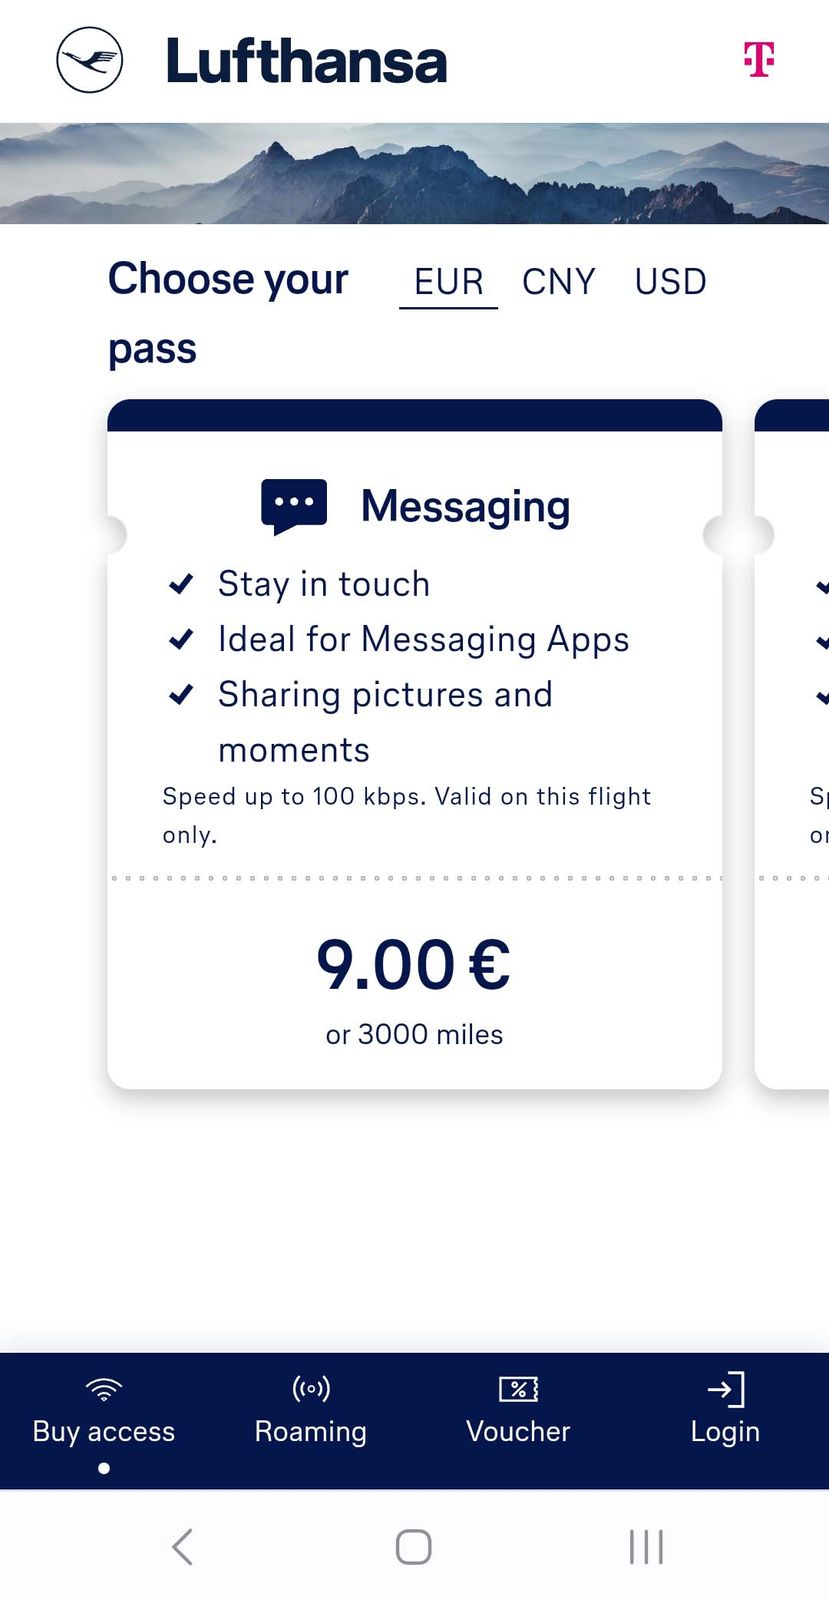 Lufthansa
Choose your
pass
EUR CNY USD
Messaging
Stay in touch
Ideal for Messaging Apps
Sharing pictures and
moments
Speed up to 100 kbps. Valid on this flight
only.
9.00 €
or 3000 miles
Buy access
Roaming
Voucher
Login